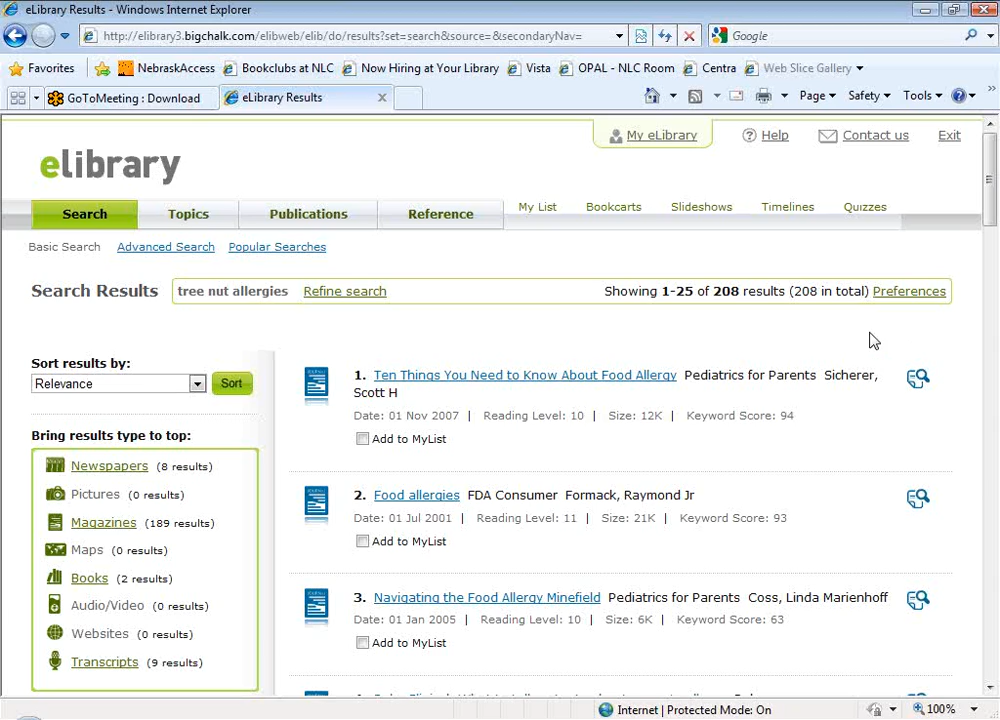 eLibrary Results - Windows Internet Explorer
http://elibrary3.bigchalk.com/elibweb/elib/do/results?set=search&source=&secondaryNav=
Google
Favorites NebraskAccess Bookclubs at NLC Now Hiring at Your Library Vista OPAL - NLC Room Centra Web Slice Gallery
GoToMeeting : Download eLibrary Results x Page Safety Tools »
My eLibrary Help Contact us Exit
elibrary
Search Topics Publications Reference My List Bookcarts Slideshows Timelines Quizzes
Basic Search Advanced Search Popular Searches
Search Results tree nut allergies Refine search Showing 1-25 of 208 results (208 in total) Preferences
Sort results by:
Relevance Sort
Bring results type to top:
Newspapers (8 results)
Pictures (0 results)
Magazines (189 results)
Maps (0 results)
Books (2 results)
Audio/Video (0 results)
Websites (0 results)
Transcripts (9 results)
1. Ten Things You Need to Know About Food Allergy Pediatrics for Parents Sicherer,
Scott H
Date: 01 Nov 2007 | Reading Level: 10 | Size: 12K | Keyword Score: 94
Add to MyList
2. Food allergies FDA Consumer Formack, Raymond Jr
Date: 01 Jul 2001 | Reading Level: 11 | Size: 21K | Keyword Score: 93
Add to MyList
3. Navigating the Food Allergy Minefield Pediatrics for Parents Coss, Linda Marienhoff
Date: 01 Jan 2005 | Reading Level: 10 | Size: 6K | Keyword Score: 63
Add to MyList
Internet | Protected Mode: On 100%